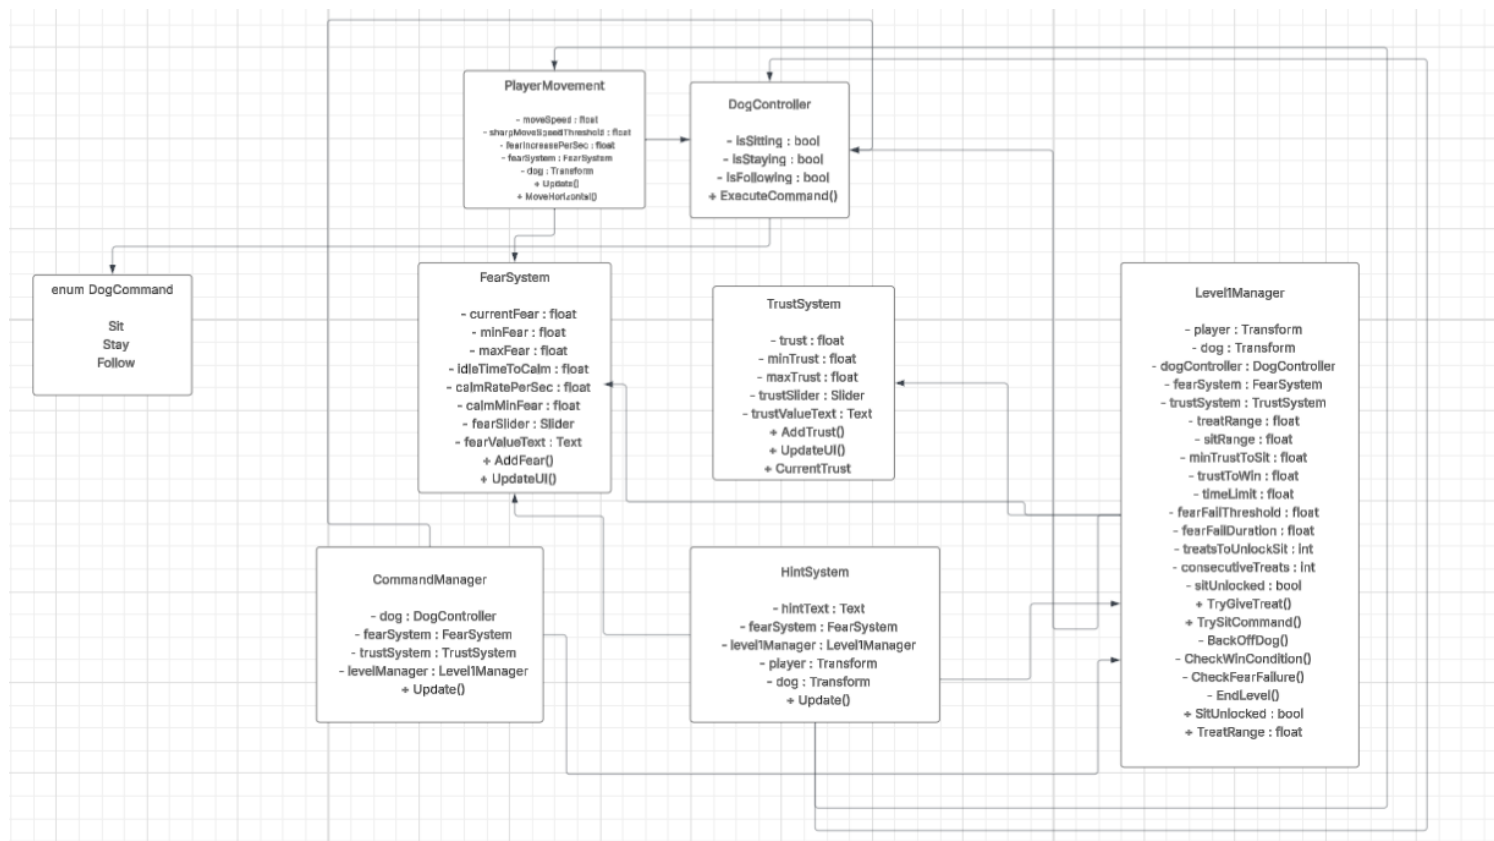 PlayerMovement
- moveSpeed : float
- sharpMoveSpeedThreshold : float
- fearIncreasePerSec : float
- fearSystem : FearSystem
- dog : Transform
+ Update()
+ MoveHorizontal()
DogController
- isSitting : bool
- isStaying : bool
- isFollowing : bool
+ ExecuteCommand()
enum DogCommand
Sit
Stay
Follow
FearSystem
- currentFear : float
- minFear : float
- maxFear : float
- idleTimeToCalm : float
- calmRatePerSec : float
- calmMinFear : float
- fearSlider : Slider
- fearValueText : Text
+ AddFear()
+ UpdateUI()
TrustSystem
- trust : float
- minTrust : float
- maxTrust : float
- trustSlider : Slider
- trustValueText : Text
+ AddTrust()
+ UpdateUI()
+ CurrentTrust
Level1Manager
- player : Transform
- dog : Transform
- dogController : DogController
- fearSystem : FearSystem
- trustSystem : TrustSystem
- treatRange : float
- sitRange : float
- minTrustToSit : float
- trustToWin : float
- timeLimit : float
- fearFailThreshold : float
- fearFailDuration : float
- treatsToUnlockSit : int
- consecutiveTreats : int
- sitUnlocked : bool
+ TryGiveTreat()
+ TrySitCommand()
- BackOffDog()
- CheckWinCondition()
- CheckFearFailure()
- EndLevel()
+ SitUnlocked : bool
+ TreatRange : float
CommandManager
- dog : DogController
- fearSystem : FearSystem
- trustSystem : TrustSystem
- levelManager : Level1Manager
+ Update()
HintSystem
- hintText : Text
- fearSystem : FearSystem
- level1Manager : Level1Manager
- player : Transform
- dog : Transform
+ Update()